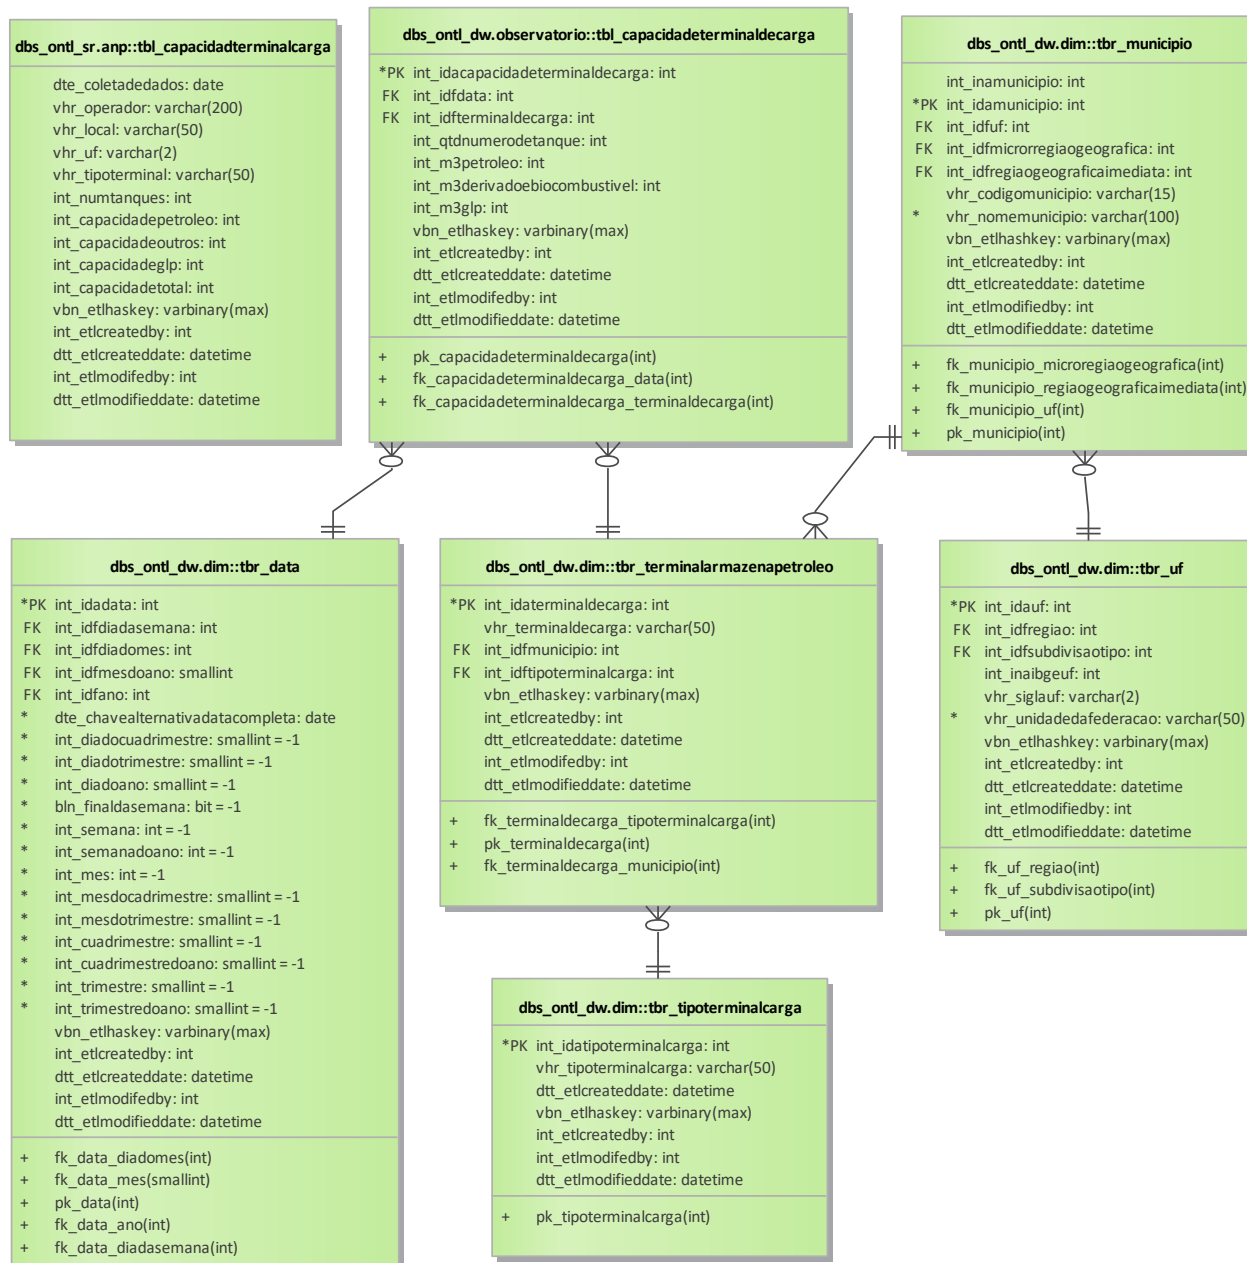 dbs_ontl_sr.anp::tbl_capacidadterminalcarga
dte_coletadedados: date
vhr_operador: varchar(200)
vhr_local: varchar(50)
vhr_uf: varchar(2)
vhr_tipoterminal: varchar(50)
int_numtanques: int
int_capacidadepetroleo: int
int_capacidadeoutros: int
int_capacidadeglp: int
int_capacidadetotal: int
vbn_etlhaskey: varbinary(max)
int_etlcreatedby: int
dtt_etlcreateddate: datetime
int_etlmodifedby: int
dtt_etlmodifieddate: datetime
dbs_ontl_dw.observatorio::tbl_capacidadeterminaldecarga
*PK int_idacapacidadeterminaldecarga: int
FK int_idfdata: int
FK int_idfterminaldecarga: int
int_qtdnumerodetanque: int
int_m3petroleo: int
int_m3derivadoebiocombustivel: int
int_m3glp: int
vbn_etlhaskey: varbinary(max)
int_etlcreatedby: int
dtt_etlcreateddate: datetime
int_etlmodifedby: int
dtt_etlmodifieddate: datetime
+ pk_capacidadeterminaldecarga(int)
+ fk_capacidadeterminaldecarga_data(int)
+ fk_capacidadeterminaldecarga_terminaldecarga(int)
dbs_ontl_dw.dim::tbr_municipio
int_inamunicipio: int
*PK int_idamunicipio: int
FK int_idfuf: int
FK int_idfmicrorregiaogeografica: int
FK int_idfregiaogeograficaimediata: int
vhr_codigomunicipio: varchar(15)
* vhr_nomemunicipio: varchar(100)
vbn_etlhashkey: varbinary(max)
int_etlcreatedby: int
dtt_etlcreateddate: datetime
int_etlmodifiedby: int
dtt_etlmodifieddate: datetime
+ fk_municipio_microregiaogeografica(int)
+ fk_municipio_regiaogeograficaimediata(int)
+ fk_municipio_uf(int)
+ pk_municipio(int)
dbs_ontl_dw.dim::tbr_data
*PK int_idadata: int
FK int_idfdiadasemana: int
FK int_idfdiadomes: int
FK int_idfmesdoano: smallint
FK int_idfano: int
* dte_chavealternativadatacompleta: date
* int_diadocuadrimestre: smallint = -1
* int_diadotrimestre: smallint = -1
* int_diadoano: smallint = -1
* bln_finaldasemana: bit = -1
* int_semana: int = -1
* int_semanadoano: int = -1
* int_mes: int = -1
* int_mesdocadrimestre: smallint = -1
* int_mesdotrimestre: smallint = -1
* int_cuadrimestre: smallint = -1
* int_cuadrimestredoano: smallint = -1
* int_trimestre: smallint = -1
* int_trimestredoano: smallint = -1
vbn_etlhaskey: varbinary(max)
int_etlcreatedby: int
dtt_etlcreateddate: datetime
int_etlmodifedby: int
dtt_etlmodifieddate: datetime
+ fk_data_diadomes(int)
+ fk_data_mes(smallint)
+ pk_data(int)
+ fk_data_ano(int)
+ fk_data_diadasemana(int)
dbs_ontl_dw.dim::tbr_terminalarmazenapetroleo
*PK int_idaterminaldecarga: int
vhr_terminaldecarga: varchar(50)
FK int_idfmunicipio: int
FK int_idftipoterminalcarga: int
vbn_etlhaskey: varbinary(max)
int_etlcreatedby: int
dtt_etlcreateddate: datetime
int_etlmodifedby: int
dtt_etlmodifieddate: datetime
+ fk_terminaldecarga_tipoterminalcarga(int)
+ pk_terminaldecarga(int)
+ fk_terminaldecarga_municipio(int)
dbs_ontl_dw.dim::tbr_uf
*PK int_idauf: int
FK int_idfregiao: int
FK int_idfsubdivisaotipo: int
int_inaibgeuf: int
vhr_siglauf: varchar(2)
* vhr_unidadedafederacao: varchar(50)
vbn_etlhashkey: varbinary(max)
int_etlcreatedby: int
dtt_etlcreateddate: datetime
int_etlmodifiedby: int
dtt_etlmodifieddate: datetime
+ fk_uf_regiao(int)
+ fk_uf_subdivisaotipo(int)
+ pk_uf(int)
dbs_ontl_dw.dim::tbr_tipoterminalcarga
*PK int_idatipoterminalcarga: int
vhr_tipoterminalcarga: varchar(50)
dtt_etlcreateddate: datetime
vbn_etlhaskey: varbinary(max)
int_etlcreatedby: int
int_etlmodifedby: int
dtt_etlmodifieddate: datetime
+ pk_tipoterminalcarga(int)